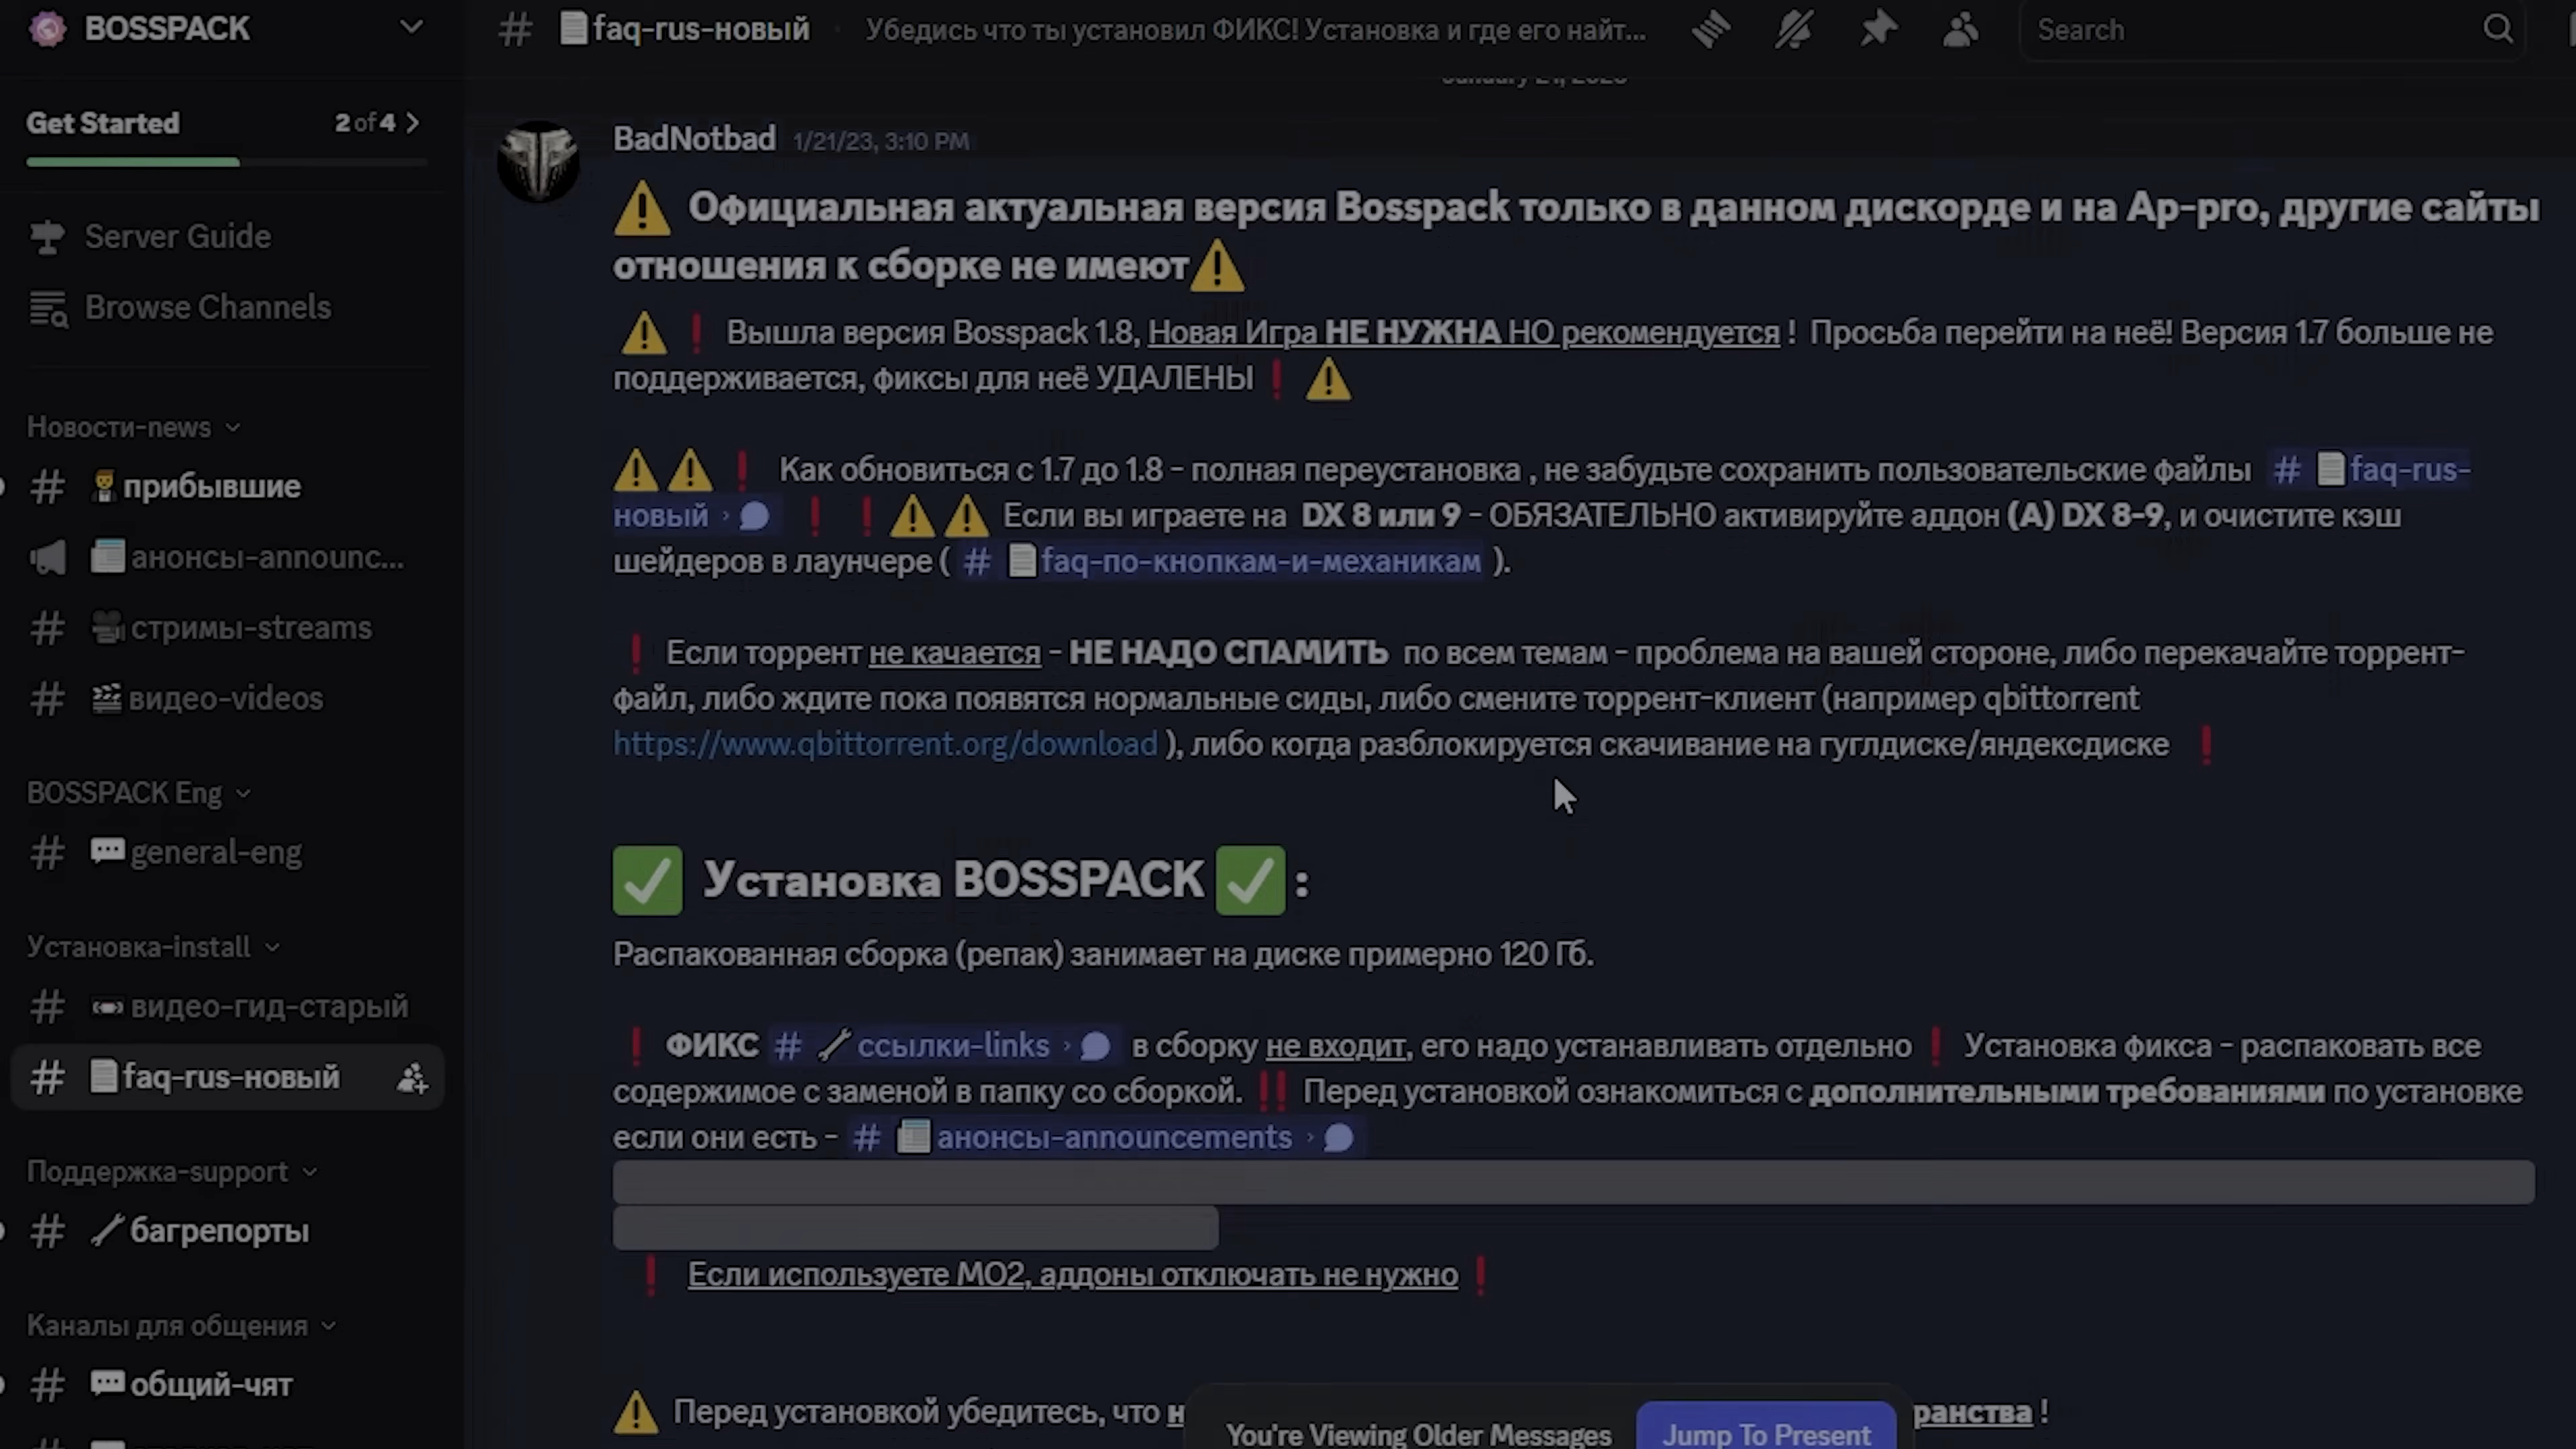 BOSSPACK
Get Started 2 of 4
Server Guide
Browse Channels
Новости-news
прибывшие
анонсы-announc...
стримы-streams
видео-videos
BOSSPACK Eng
general-eng
Установка-install
видео-гид-старый
faq-rus-новый
Поддержка-support
багрепорты
Каналы для общения
общий-чят
faq-rus-новый Убедись что ты установил ФИКС! Установка и где его найт... Search
BadNotbad 1/21/23, 3:10 PM
⚠️ Официальная актуальная версия Bosspack только в данном дискорде и на Ap-pro, другие сайты
отношения к сборке не имеют⚠️
⚠️❗ Вышла версия Bosspack 1.8, Новая Игра НЕ НУЖНА НО рекомендуется ! Просьба перейти на неё! Версия 1.7 больше не
поддерживается, фиксы для неё УДАЛЕНЫ❗ ⚠️
⚠️⚠️❗ Как обновиться с 1.7 до 1.8 - полная переустановка , не забудьте сохранить пользовательские файлы # faq-rus-
новый › ❗ ❗⚠️⚠️ Если вы играете на DX 8 или 9 - ОБЯЗАТЕЛЬНО активируйте аддон (А) DX 8-9, и очистите кэш
шейдеров в лаунчере ( # faq-по-кнопкам-и-механикам ).
❗ Если торрент не качается - НЕ НАДО СПАМИТЬ по всем темам - проблема на вашей стороне, либо перекачайте торрент-
файл, либо ждите пока появятся нормальные сиды, либо смените торрент-клиент (например qbittorrent
https://www.qbittorrent.org/download ), либо когда разблокируется скачивание на гуглдиске/яндексдиске ❗
✅ Установка BOSSPACK ✅ :
Распакованная сборка (репак) занимает на диске примерно 120 Гб.
❗ ФИКС # ссылки-links › в сборку не входит, его надо устанавливать отдельно❗ Установка фикса - распаковать все
содержимое с заменой в папку со сборкой. ‼️ Перед установкой ознакомиться с дополнительными требованиями по установке
если они есть - # анонсы-announcements ›
❗ Если используете МО2, аддоны отключать не нужно❗
⚠️ Перед установкой убедитесь, что ранства !
You're Viewing Older Messages Jump To Present